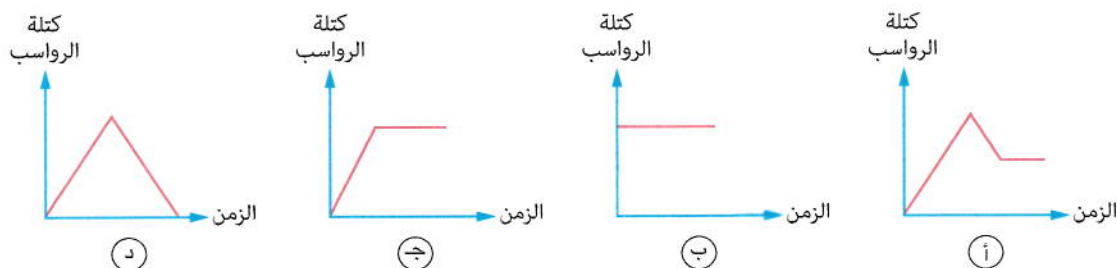 كتلة
الرواسب
الزمن
أ
كتلة
الرواسب
الزمن
ب
كتلة
الرواسب
الزمن
جـ
كتلة
الرواسب
الزمن
د